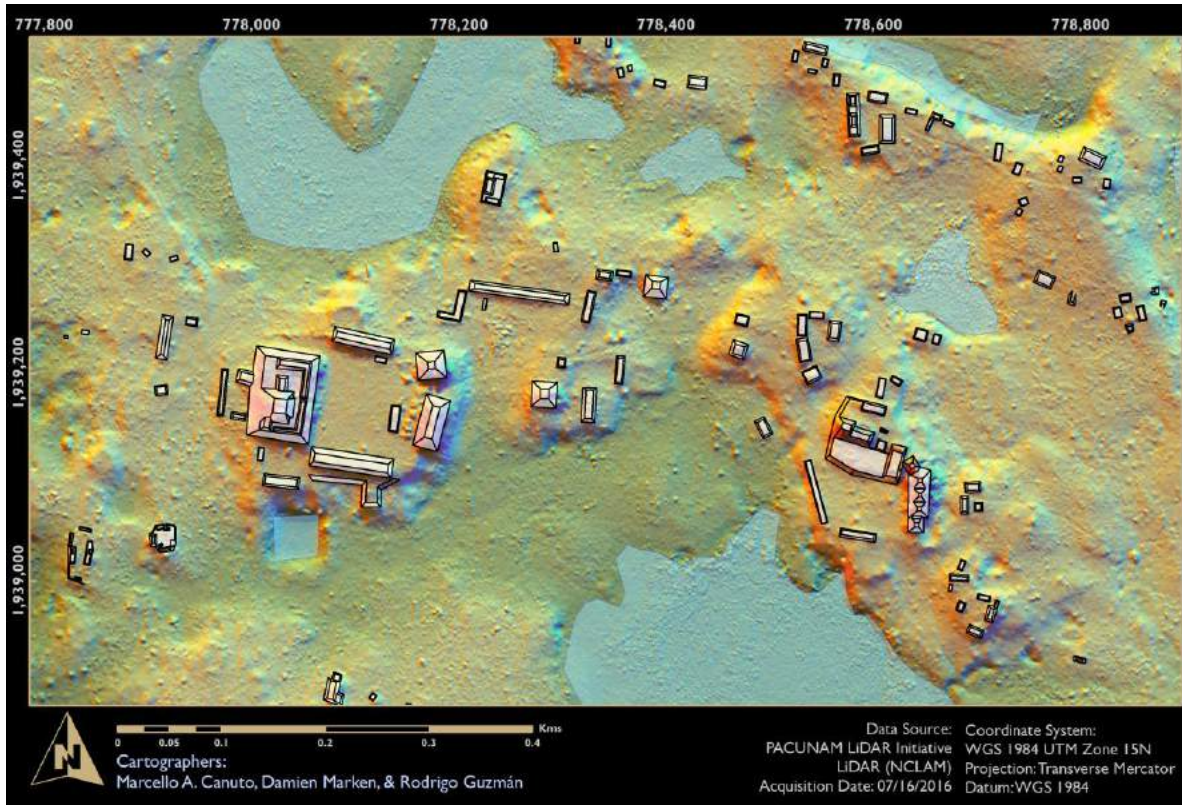 777,800 778,000 778,200 778,400 778,600 778,800
1,939,400
1,939,200
1,939,000
N
Kms
0 0.05 0.1 0.2 0.3 0.4
Cartographers:
Marcello A. Canuto, Damien Marken, & Rodrigo Guzmán
Data Source:
PACUNAM LiDAR Initiative
LiDAR (NCLAM)
Acquisition Date: 07/16/2016
Coordinate System:
WGS 1984 UTM Zone 15N
Projection: Transverse Mercator
Datum: WGS 1984